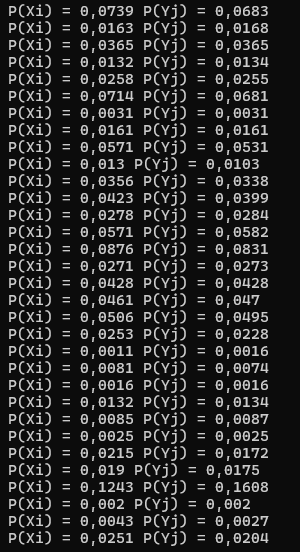 P(Xi) = 0,0739 P(Yj) = 0,0683
P(Xi) = 0,0163 P(Yj) = 0,0168
P(Xi) = 0,0365 P(Yj) = 0,0365
P(Xi) = 0,0132 P(Yj) = 0,0134
P(Xi) = 0,0258 P(Yj) = 0,0255
P(Xi) = 0,0714 P(Yj) = 0,0681
P(Xi) = 0,0031 P(Yj) = 0,0031
P(Xi) = 0,0161 P(Yj) = 0,0161
P(Xi) = 0,0571 P(Yj) = 0,0531
P(Xi) = 0,013 P(Yj) = 0,0103
P(Xi) = 0,0356 P(Yj) = 0,0338
P(Xi) = 0,0423 P(Yj) = 0,0399
P(Xi) = 0,0278 P(Yj) = 0,0284
P(Xi) = 0,0571 P(Yj) = 0,0582
P(Xi) = 0,0876 P(Yj) = 0,0831
P(Xi) = 0,0271 P(Yj) = 0,0273
P(Xi) = 0,0428 P(Yj) = 0,0428
P(Xi) = 0,0461 P(Yj) = 0,047
P(Xi) = 0,0506 P(Yj) = 0,0495
P(Xi) = 0,0253 P(Yj) = 0,0228
P(Xi) = 0,0011 P(Yj) = 0,0016
P(Xi) = 0,0081 P(Yj) = 0,0074
P(Xi) = 0,0016 P(Yj) = 0,0016
P(Xi) = 0,0132 P(Yj) = 0,0134
P(Xi) = 0,0085 P(Yj) = 0,0087
P(Xi) = 0,0025 P(Yj) = 0,0025
P(Xi) = 0,0215 P(Yj) = 0,0172
P(Xi) = 0,019 P(Yj) = 0,0175
P(Xi) = 0,1243 P(Yj) = 0,1608
P(Xi) = 0,002 P(Yj) = 0,002
P(Xi) = 0,0043 P(Yj) = 0,0027
P(Xi) = 0,0251 P(Yj) = 0,0204